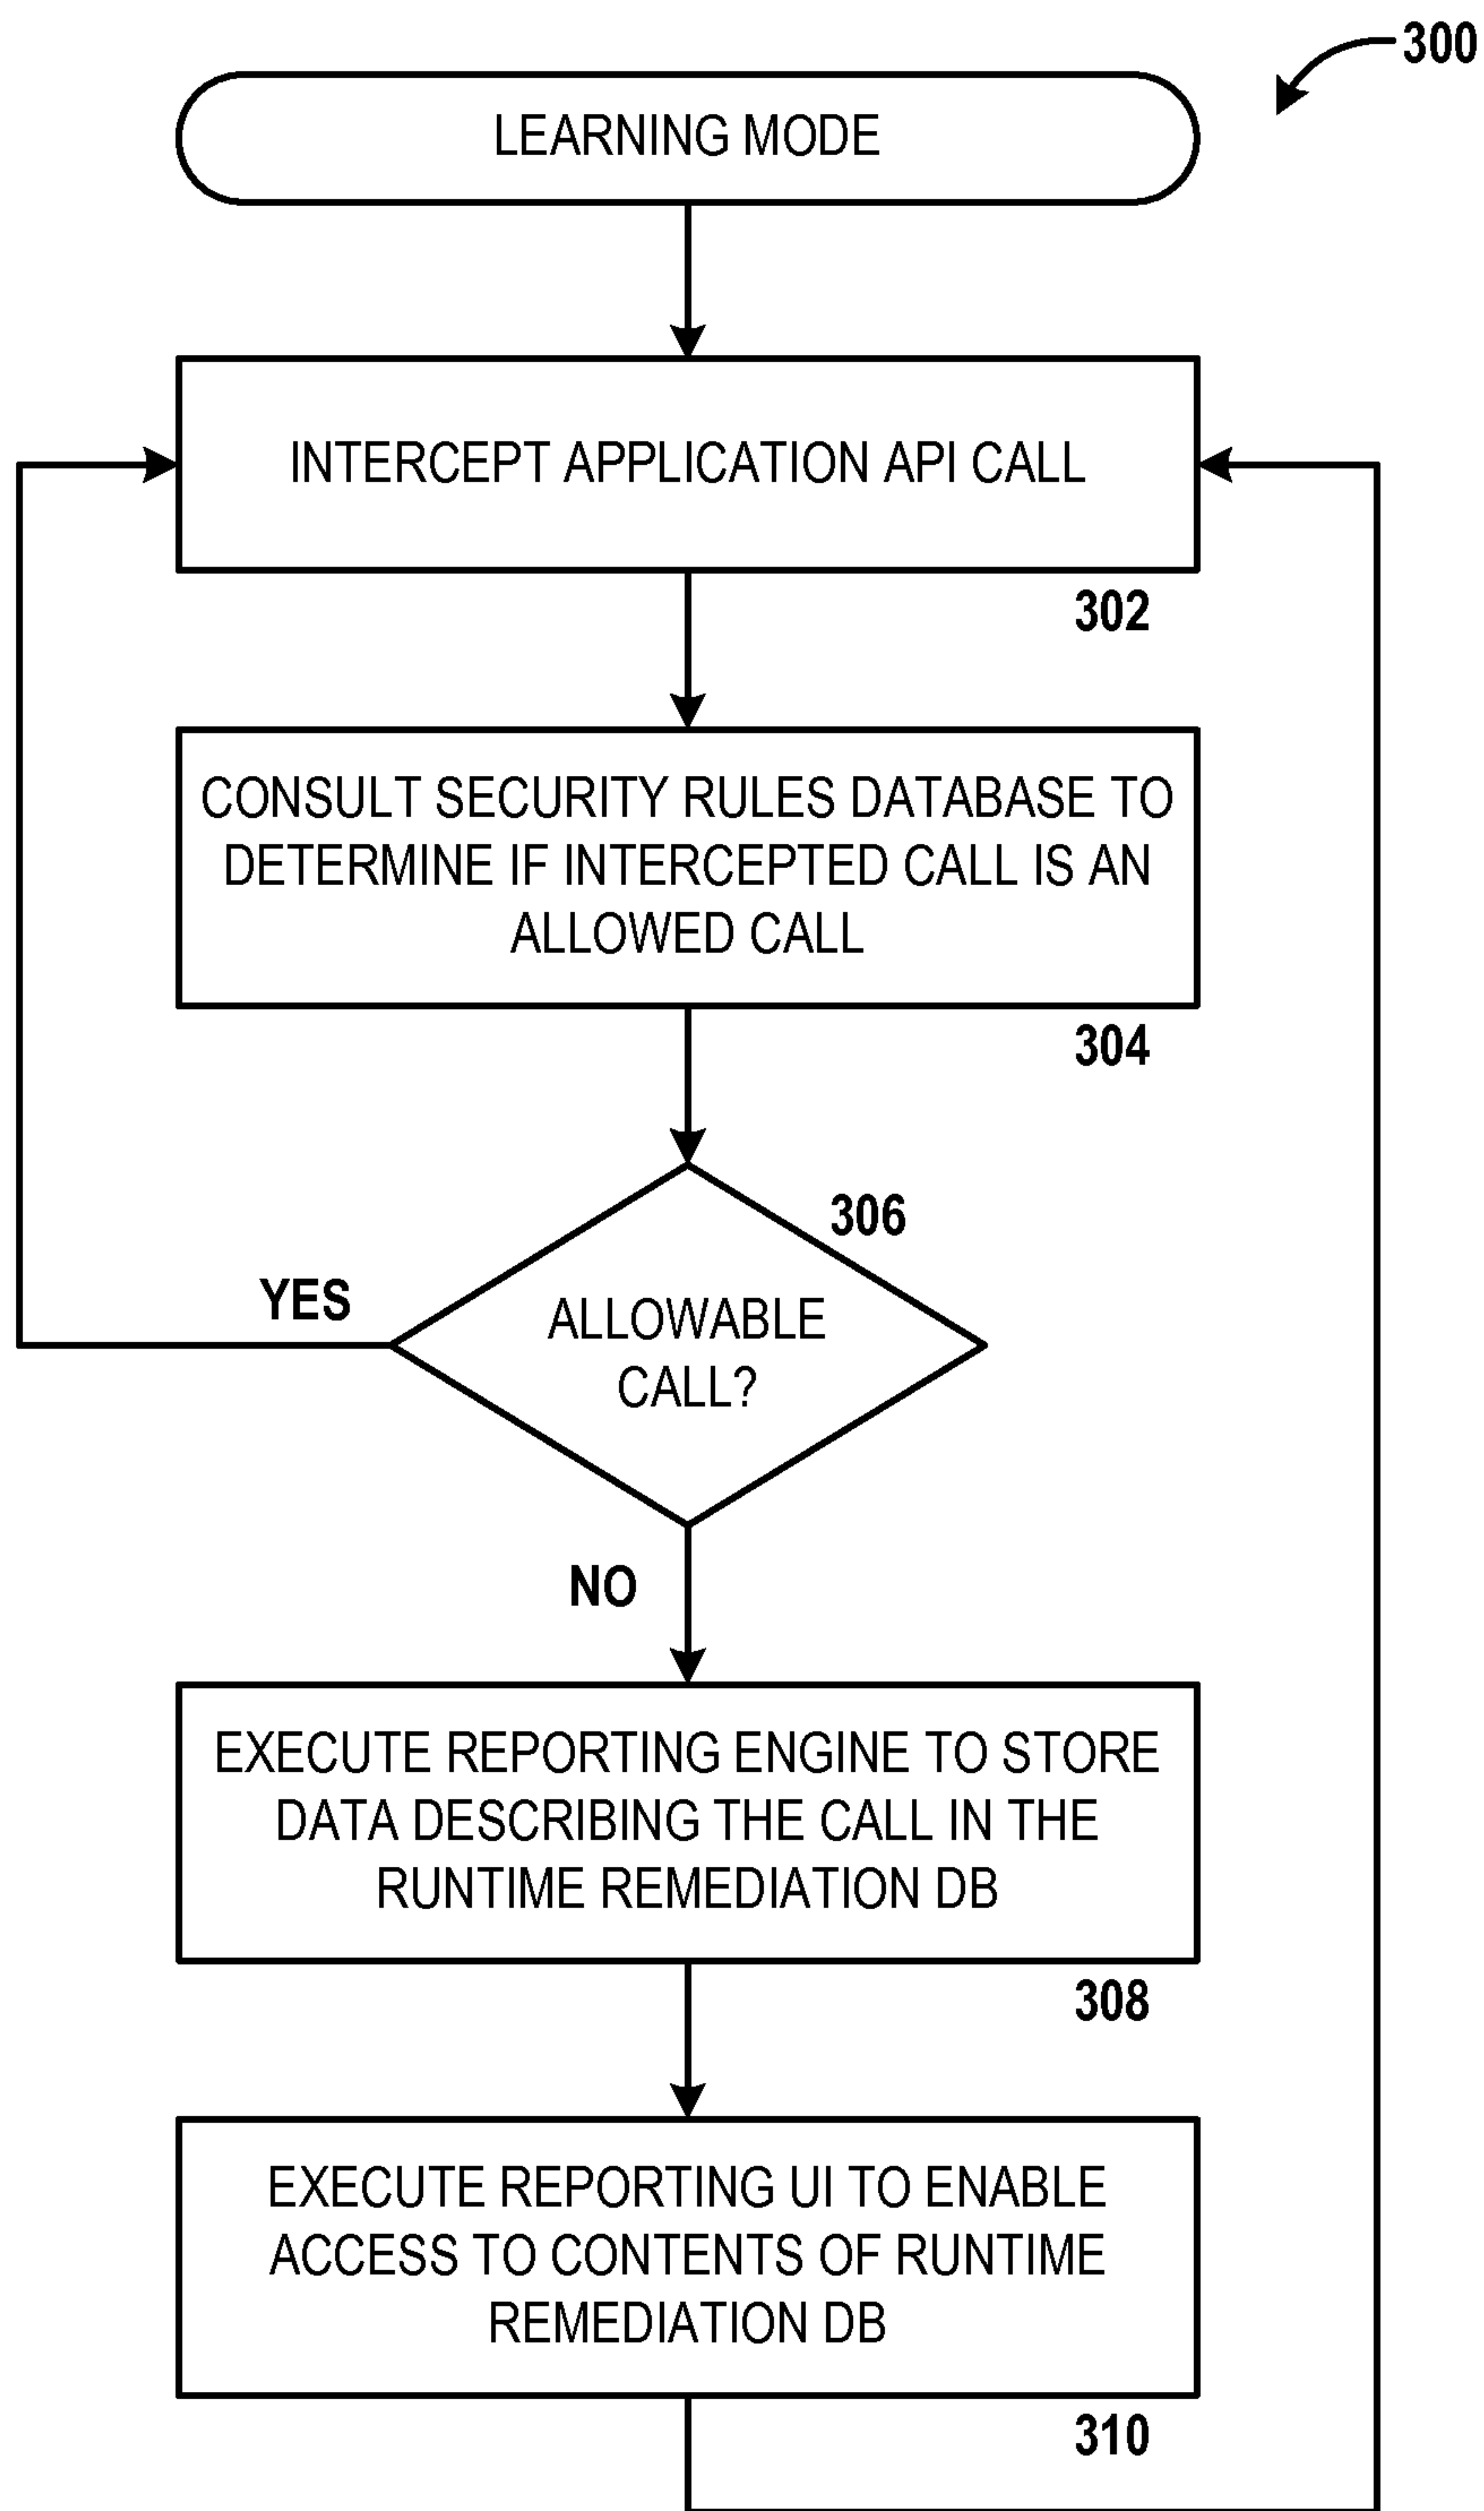 300
LEARNING MODE
INTERCEPT APPLICATION API CALL
302
CONSULT SECURITY RULES DATABASE TO
DETERMINE IF INTERCEPTED CALL IS AN
ALLOWED CALL
304
306
YES
ALLOWABLE
CALL?
NO
EXECUTE REPORTING ENGINE TO STORE
DATA DESCRIBING THE CALL IN THE
RUNTIME REMEDIATION DB
308
EXECUTE REPORTING UI TO ENABLE
ACCESS TO CONTENTS OF RUNTIME
REMEDIATION DB
310